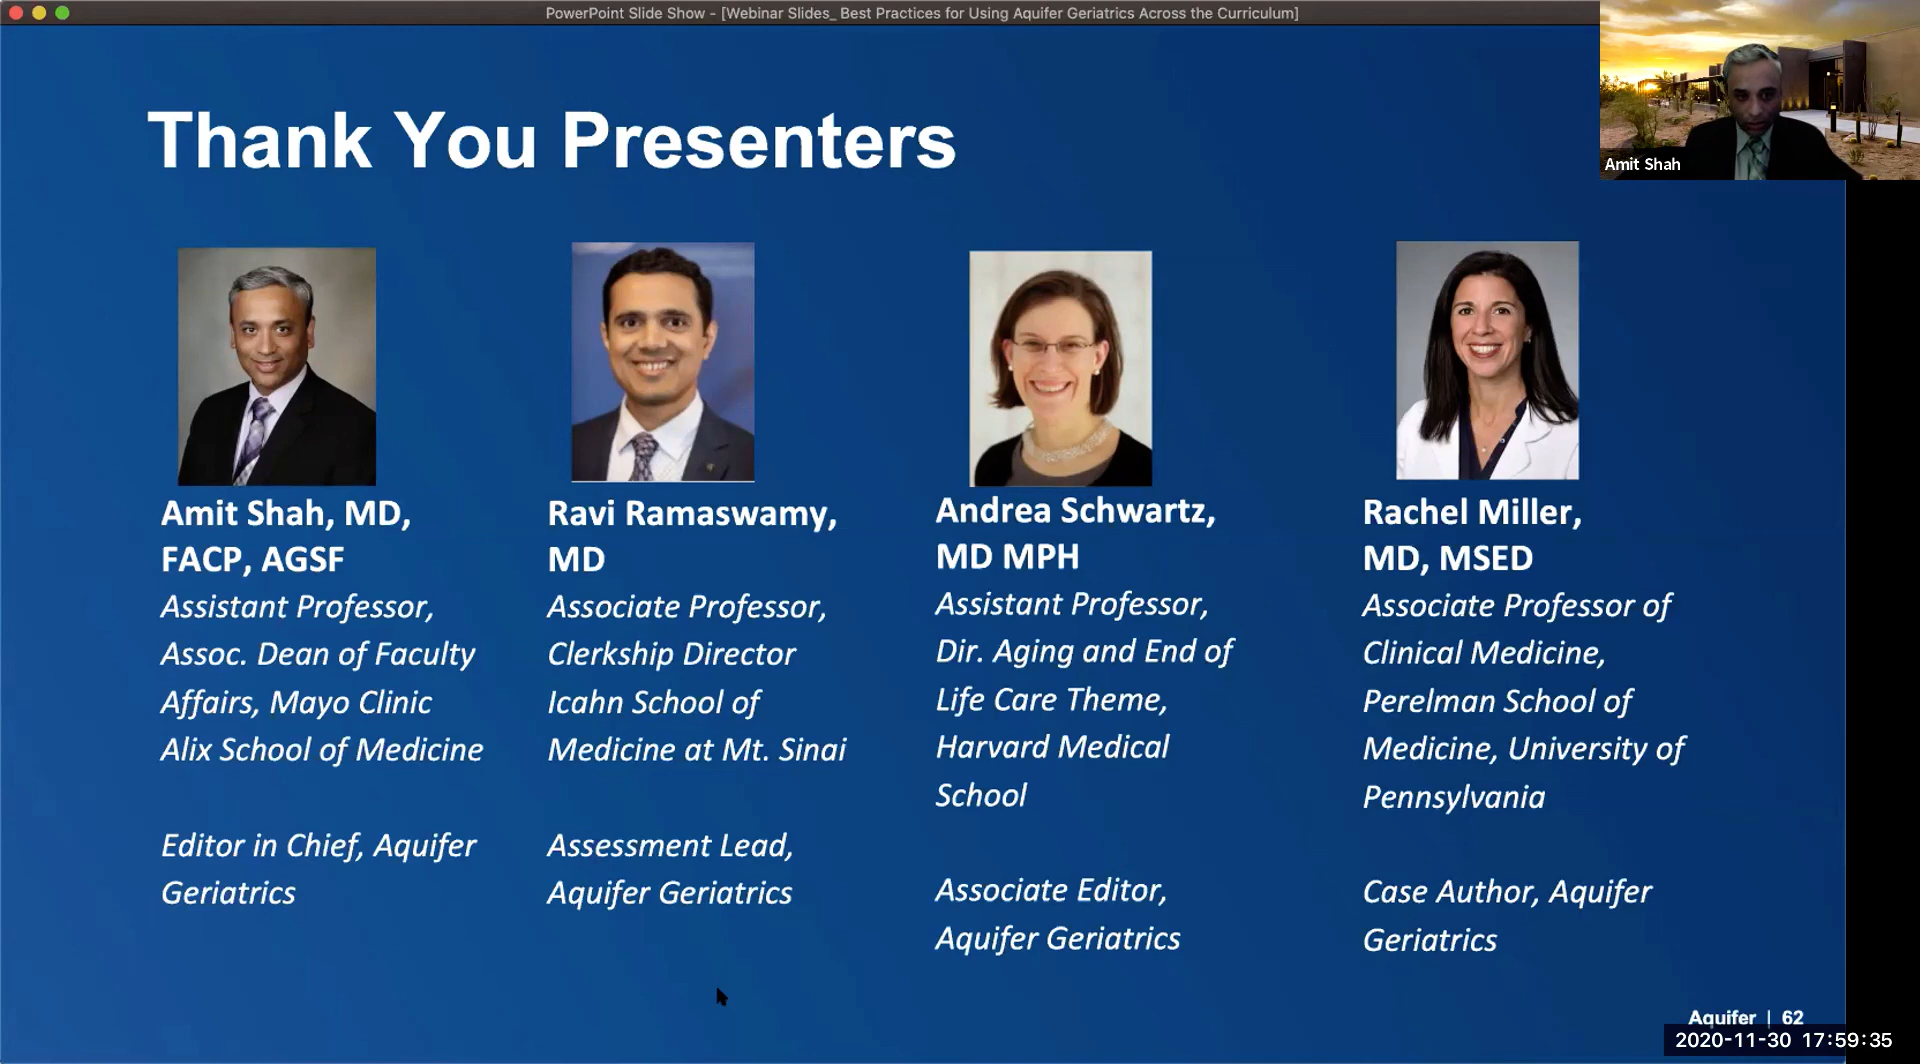 PowerPoint Slide Show - [Webinar Slides_ Best Practices for Using Aquifer Geriatrics Across the Curriculum]
Amit Shah
Thank You Presenters
Amit Shah, MD,
FACP, AGSF
Assistant Professor,
Assoc. Dean of Faculty
Affairs, Mayo Clinic
Alix School of Medicine
Editor in Chief, Aquifer
Geriatrics
Ravi Ramaswamy,
MD
Associate Professor,
Clerkship Director
Icahn School of
Medicine at Mt. Sinai
Assessment Lead,
Aquifer Geriatrics
Andrea Schwartz,
MD MPH
Assistant Professor,
Dir. Aging and End of
Life Care Theme,
Harvard Medical
School
Associate Editor,
Aquifer Geriatrics
Rachel Miller,
MD, MSED
Associate Professor of
Clinical Medicine,
Perelman School of
Medicine, University of
Pennsylvania
Case Author, Aquifer
Geriatrics
Aquifer | 62
2020-11-30 17:59:35